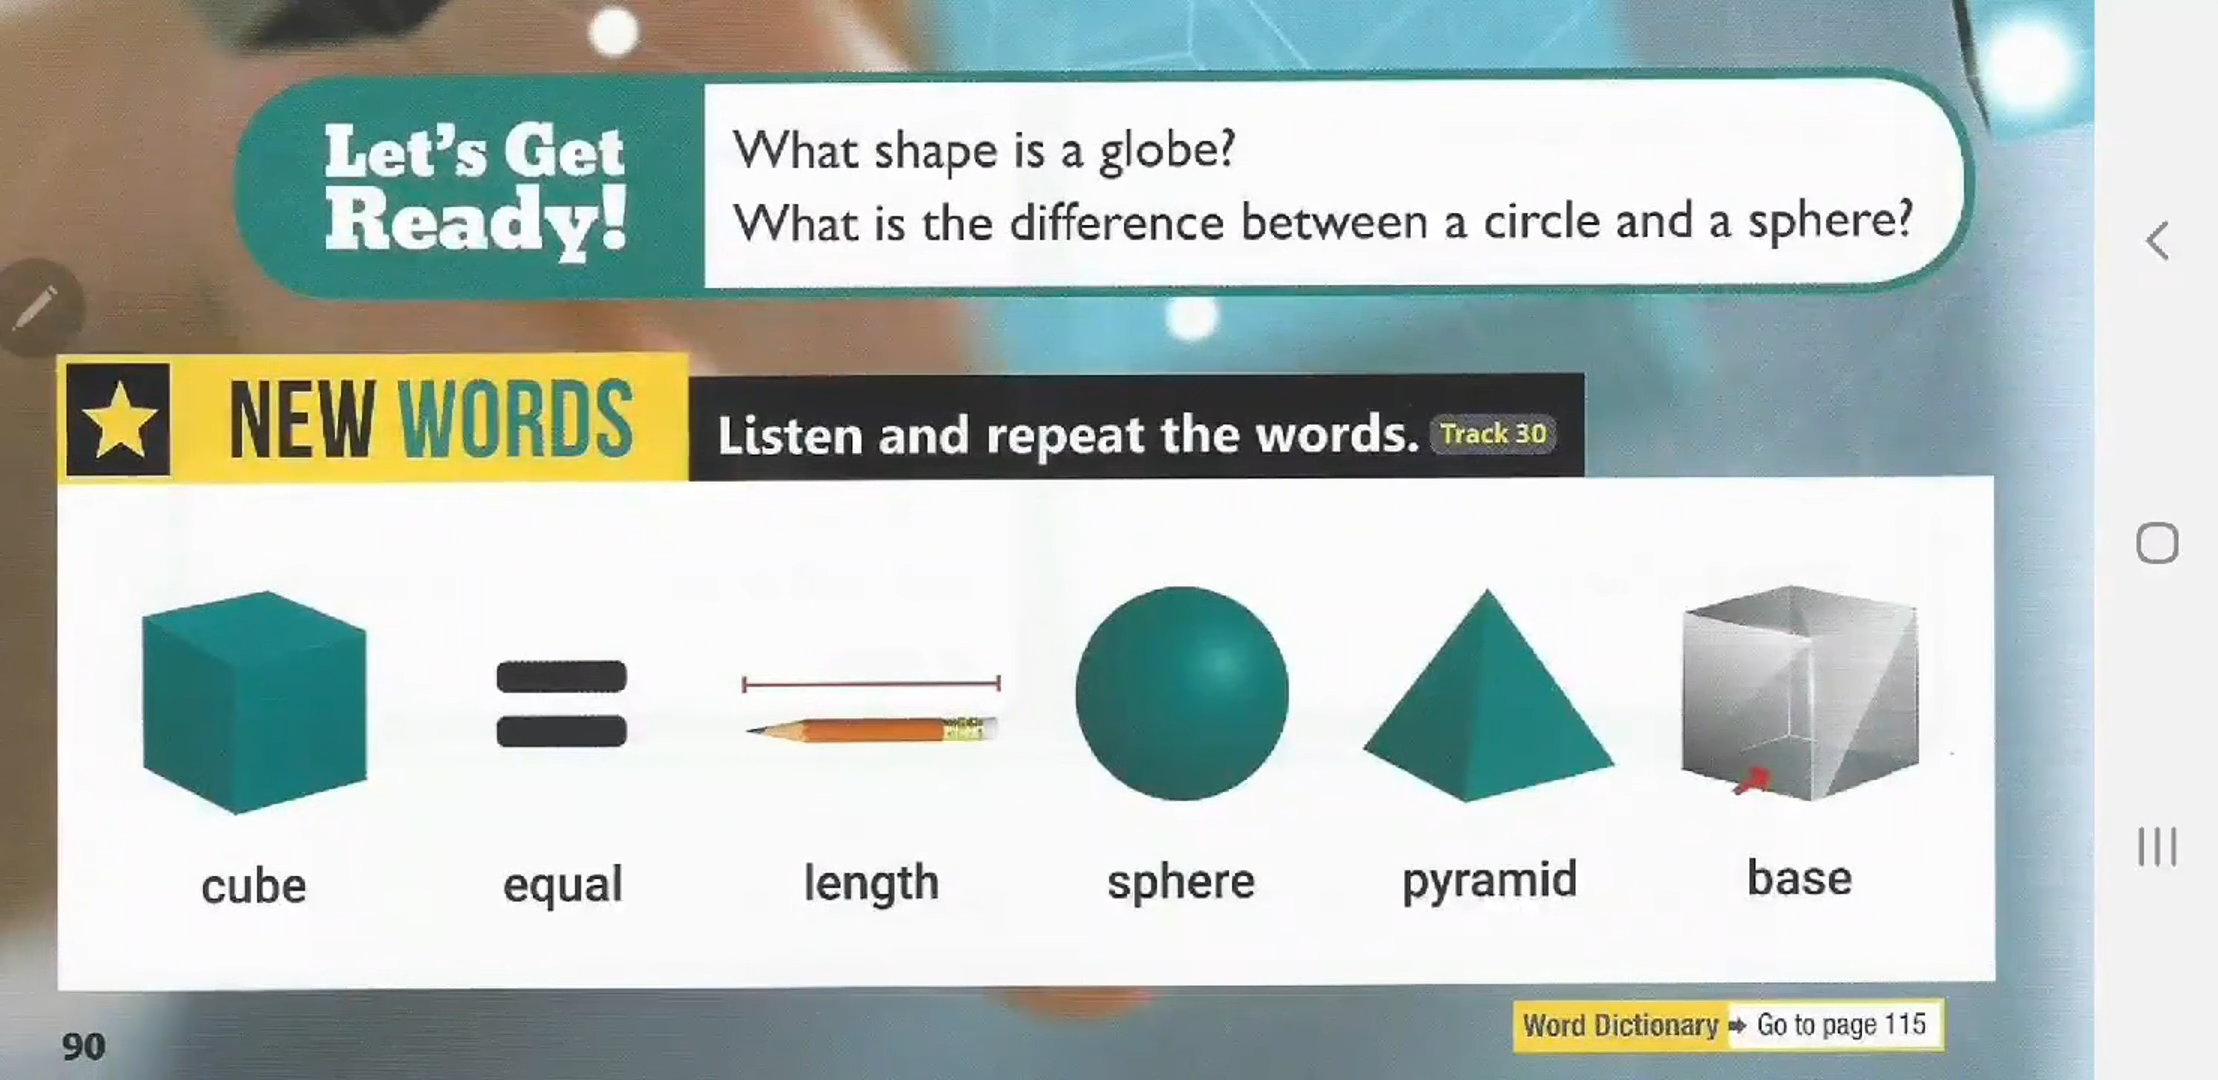 Let's Get
Ready!
What shape is a globe?
What is the difference between a circle and a sphere?
NEW WORDS
Listen and repeat the words. Track 30
cube
equal
length
sphere
pyramid
base
90
Word Dictionary ➡ Go to page 115